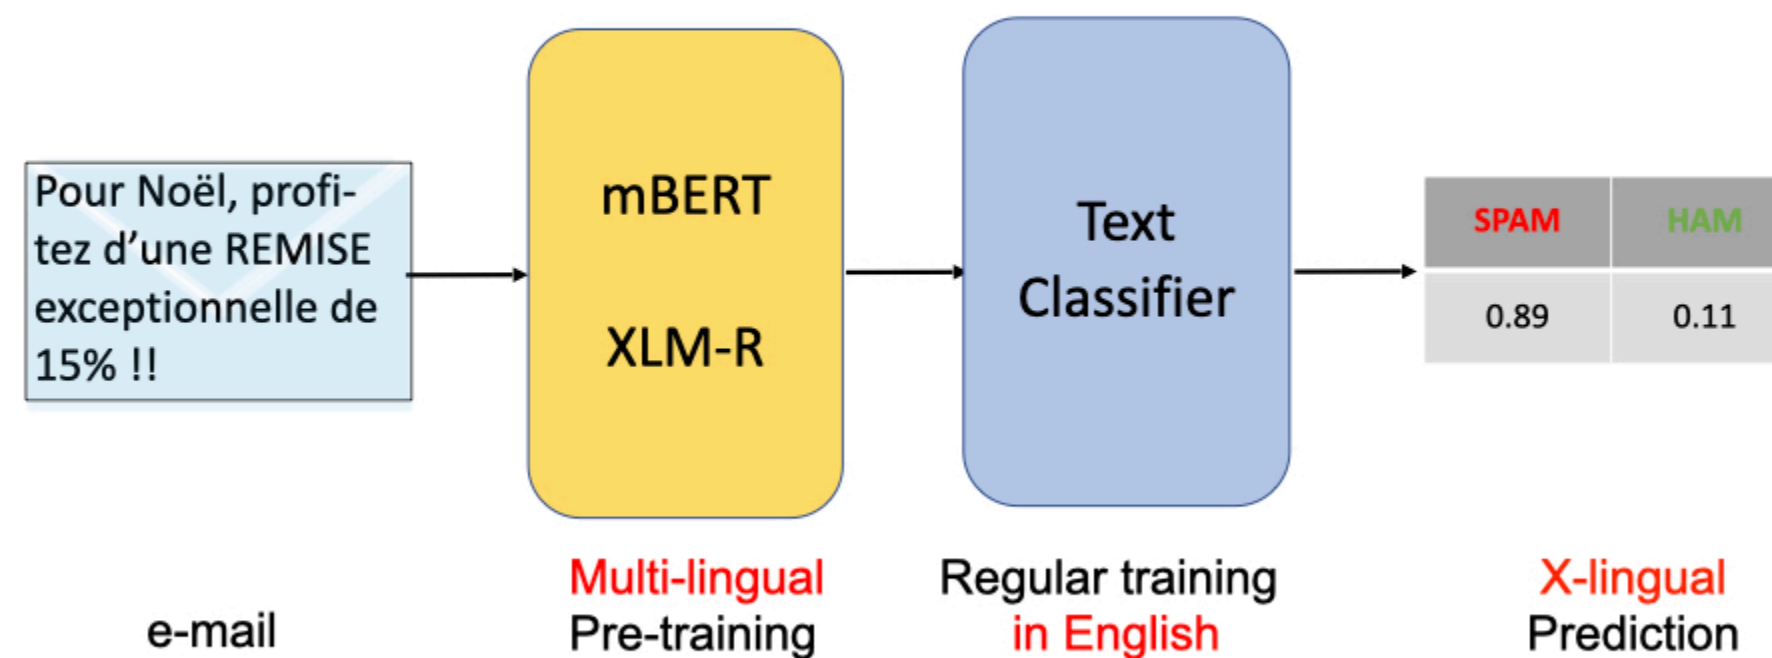 Pour Noël, profi-
tez d'une REMISE
exceptionnelle de
15% !!
mBERT
XLM-R
Text
Classifier
SPAM HAM
0.89 0.11
e-mail
Multi-lingual
Pre-training
Regular training
in English
X-lingual
Prediction